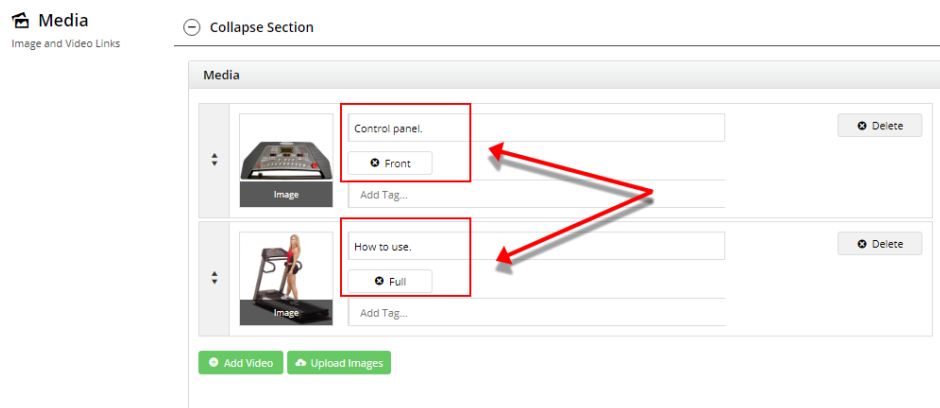 Media
Image and Video Links
Collapse Section
Media
Control panel.
Delete
Front
Image
Add Tag...
How to use.
Delete
Full
Image
Add Tag...
Add Video
Upload Images